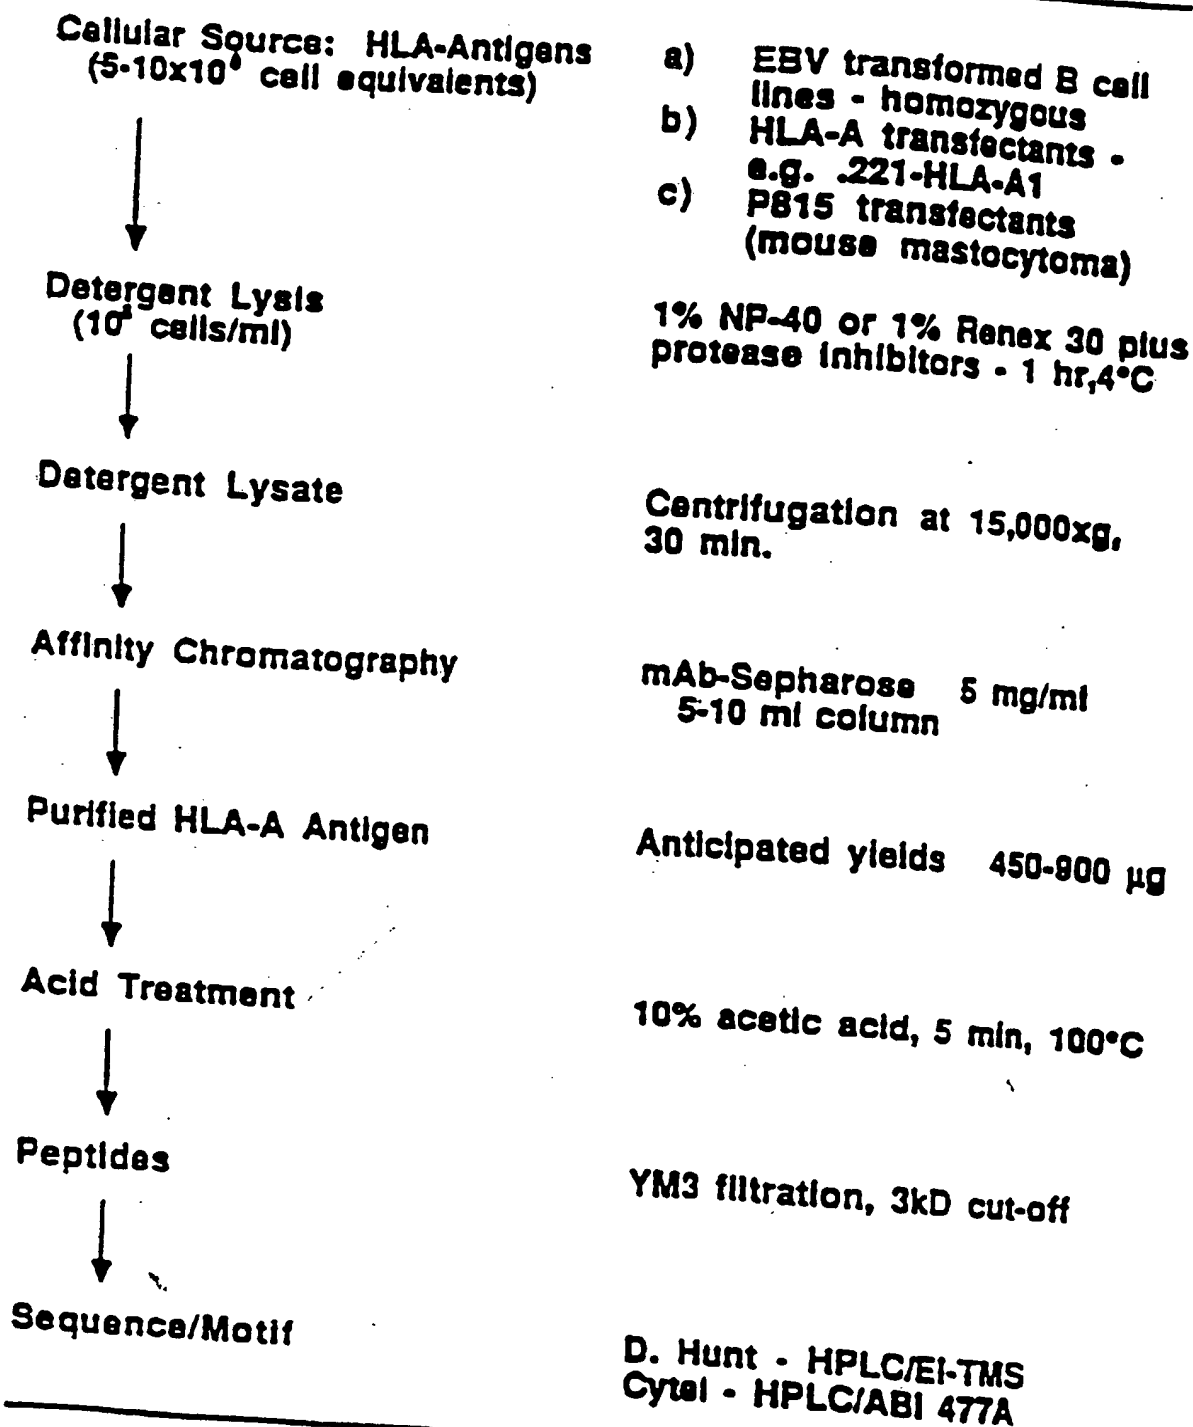 Cellular Source: HLA-Antigens
(5-10x10⁹ cell equivalents)
a) EBV transformed B cell
lines - homozygous
b) HLA-A transfectants -
e.g. .221-HLA-A1
c) P815 transfectants
(mouse mastocytoma)
Detergent Lysis
(10⁸ cells/ml)
1% NP-40 or 1% Renex 30 plus
protease inhibitors - 1 hr,4°C
Detergent Lysate
Centrifugation at 15,000xg,
30 min.
Affinity Chromatography
mAb-Sepharose 5 mg/ml
5-10 ml column
Purified HLA-A Antigen
Anticipated yields 450-900 µg
Acid Treatment
10% acetic acid, 5 min, 100°C
Peptides
YM3 filtration, 3kD cut-off
Sequence/Motif
D. Hunt - HPLC/EI-TMS
Cytel - HPLC/ABI 477A